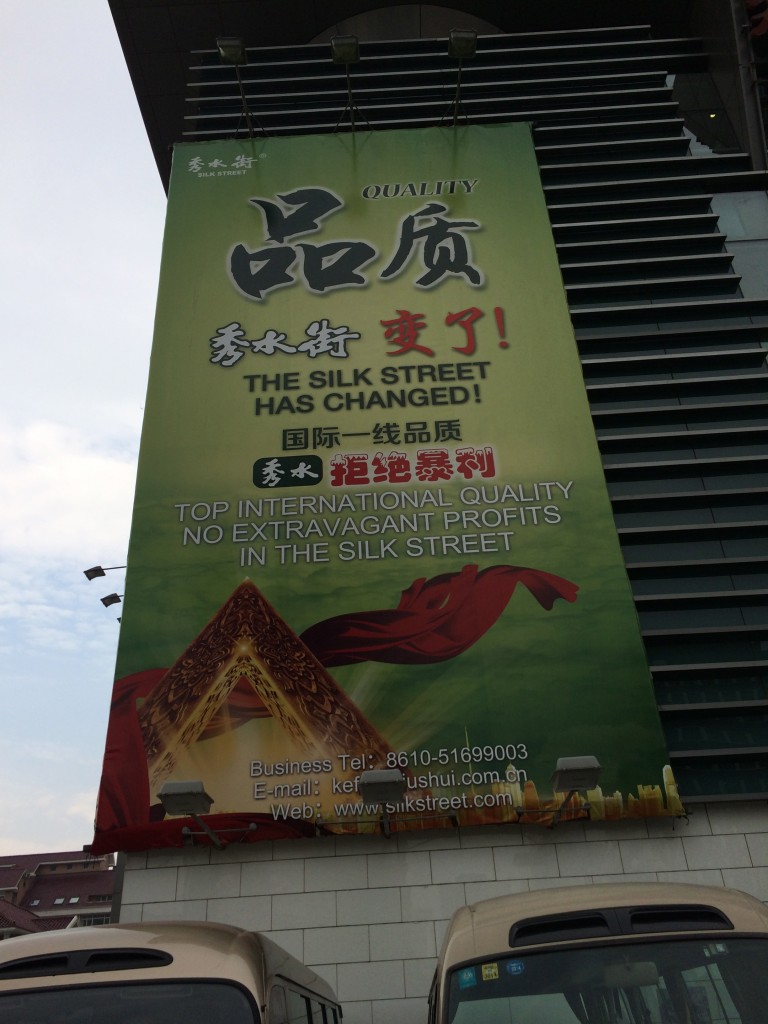 秀水街®
SILK STREET
QUALITY
品质
秀水街 变了!
THE SILK STREET
HAS CHANGED!
国际一线品质
秀水 拒绝暴利
TOP INTERNATIONAL QUALITY
NO EXTRAVAGANT PROFITS
IN THE SILK STREET
Business Tel: 8610-51699003
E-mail:
Web: www.silkstreet.com